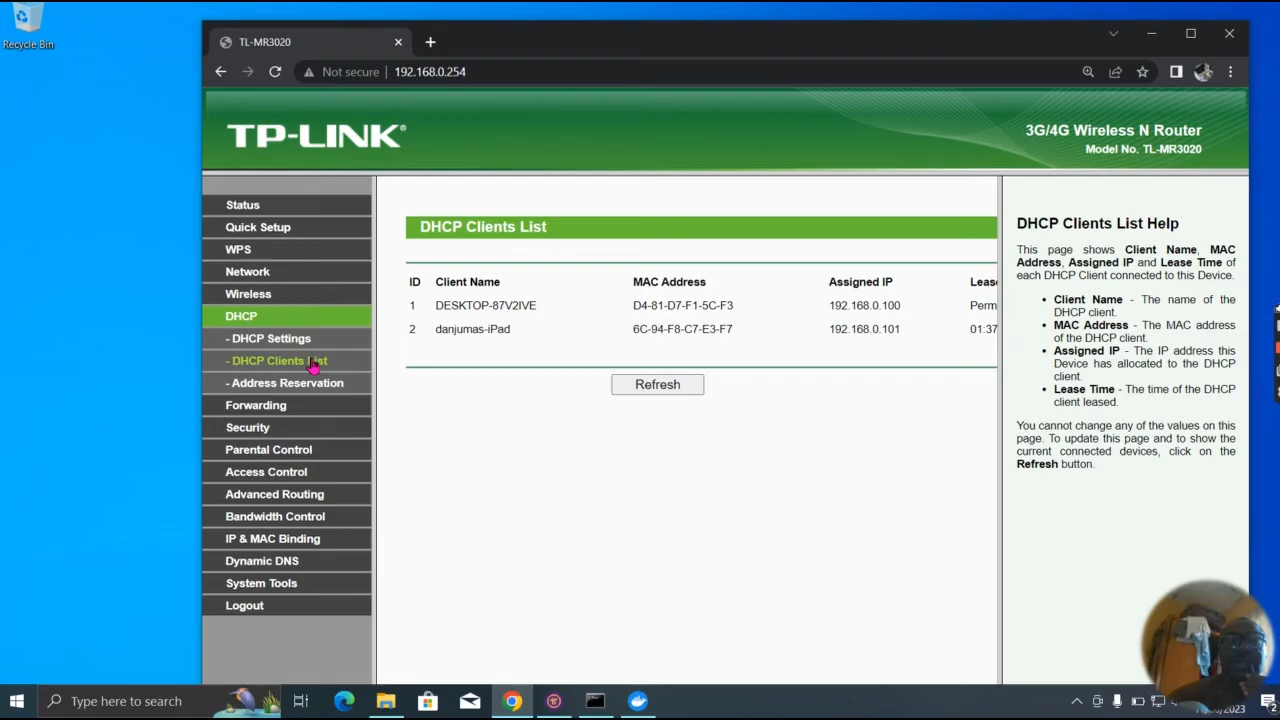 Recycle Bin
TL-MR3020
Not secure
192.168.0.254
TP-LINK®
3G/4G Wireless N Router
Model No. TL-MR3020
Status
Quick Setup
WPS
Network
Wireless
DHCP
- DHCP Settings
- DHCP Clients List
- Address Reservation
Forwarding
Security
Parental Control
Access Control
Advanced Routing
Bandwidth Control
IP & MAC Binding
Dynamic DNS
System Tools
Logout
DHCP Clients List
ID Client Name MAC Address Assigned IP Lease
1 DESKTOP-87V2IVE D4-81-D7-F1-5C-F3 192.168.0.100 Perm
2 danjumas-iPad 6C-94-F8-C7-E3-F7 192.168.0.101 01:37
Refresh
DHCP Clients List Help
This page shows Client Name, MAC
Address, Assigned IP and Lease Time of
each DHCP Client connected to this Device.
• Client Name - The name of the
DHCP client.
• MAC Address - The MAC address
of the DHCP client.
• Assigned IP - The IP address this
Device has allocated to the DHCP
client.
• Lease Time - The time of the DHCP
client leased.
You cannot change any of the values on this
page. To update this page and to show the
current connected devices, click on the
Refresh button.
Type here to search